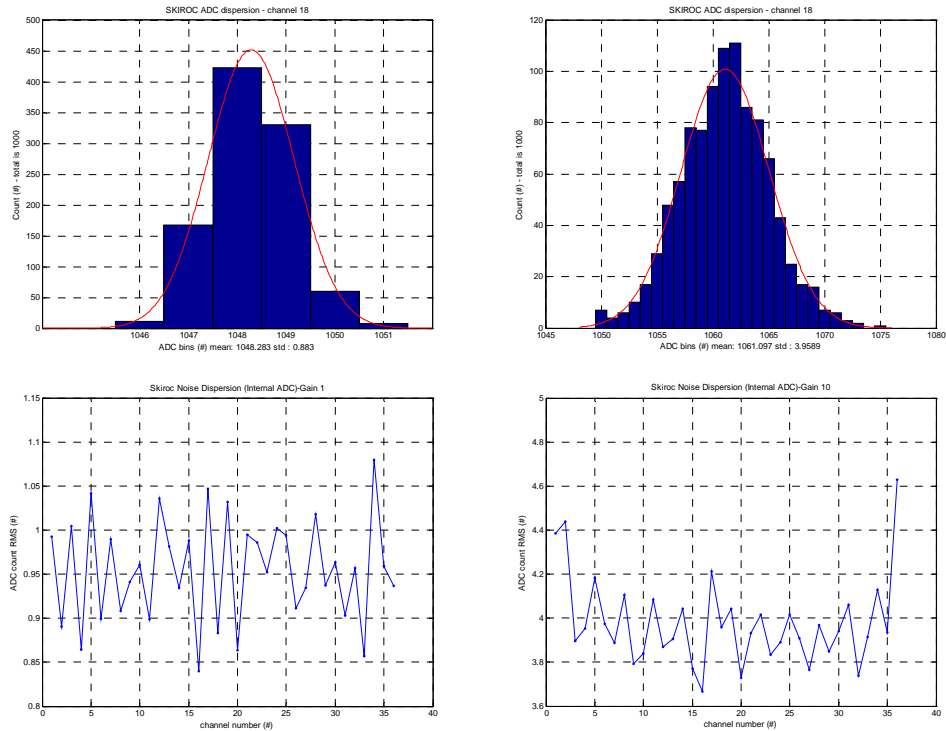 SKIROC ADC dispersion - channel 18
Count (#) - total is 1000
500
450
400
350
300
250
200
150
100
50
0
1046 1047 1048 1049 1050 1051
ADC bins (#) mean: 1048.283 std : 0.883
SKIROC ADC dispersion - channel 18
Count (#) - total is 1000
120
100
80
60
40
20
0
1045 1050 1055 1060 1065 1070 1075 1080
ADC bins (#) mean: 1061.097 std : 3.9589
Skiroc Noise Dispersion (Internal ADC)-Gain 1
ADC count RMS (#)
1.15
1.1
1.05
1
0.95
0.9
0.85
0.8
0 5 10 15 20 25 30 35 40
channel number (#)
Skiroc Noise Dispersion (Internal ADC)-Gain 10
ADC count RMS (#)
5
4.8
4.6
4.4
4.2
4
3.8
3.6
0 5 10 15 20 25 30 35 40
channel number (#)